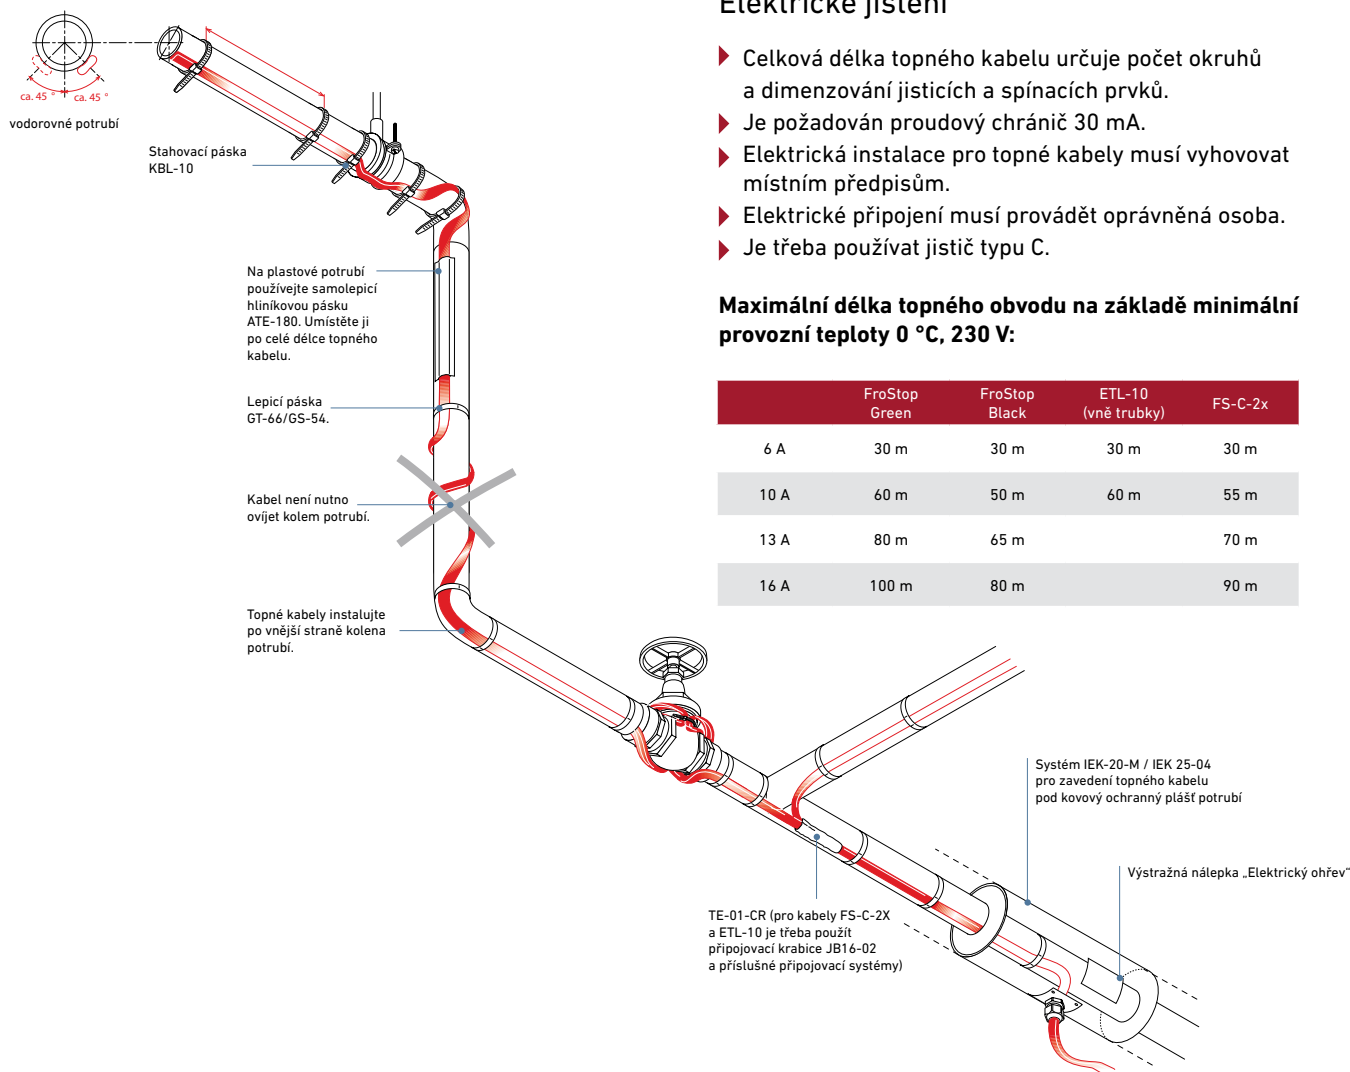 Elektrické jištění
Celková délka topného kabelu určuje počet okruhů
a dimenzování jisticích a spínacích prvků.
Je požadován proudový chránič 30 mA.
Elektrická instalace pro topné kabely musí vyhovovat
místním předpisům.
Elektrické připojení musí provádět oprávněná osoba.
Je třeba používat jistič typu C.
Maximální délka topného obvodu na základě minimální
provozní teploty 0 °C, 230 V:
FroStop Green FroStop Black ETL-10 (vně trubky) FS-C-2x
6 A 30 m 30 m 30 m 30 m
10 A 60 m 50 m 60 m 55 m
13 A 80 m 65 m 70 m
16 A 100 m 80 m 90 m
ca. 45 ° ca. 45 °
vodorovné potrubí
Stahovací páska
KBL-10
Na plastové potrubí
používejte samolepicí
hliníkovou pásku
ATE-180. Umístěte ji
po celé délce topného
kabelu.
Lepicí páska
GT-66/GS-54.
Kabel není nutno
ovíjet kolem potrubí.
Topné kabely instalujte
po vnější straně kolena
potrubí.
Systém IEK-20-M / IEK 25-04
pro zavedení topného kabelu
pod kovový ochranný plášť potrubí
Výstražná nálepka „Elektrický ohřev"
TE-01-CR (pro kabely FS-C-2X
a ETL-10 je třeba použít
připojovací krabice JB16-02
a příslušné připojovací systémy)